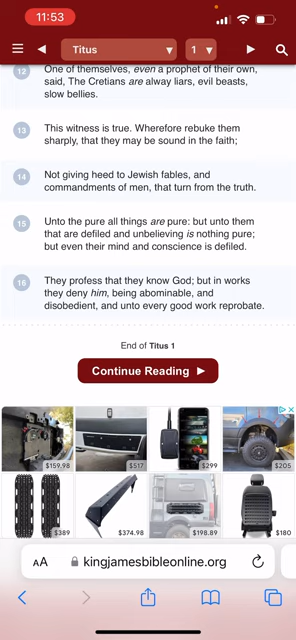 11:53
Titus
1
12 One of themselves, even a prophet of their own,
said, The Cretians are alway liars, evil beasts,
slow bellies.
13 This witness is true. Wherefore rebuke them
sharply, that they may be sound in the faith;
14 Not giving heed to Jewish fables, and
commandments of men, that turn from the truth.
15 Unto the pure all things are pure: but unto them
that are defiled and unbelieving is nothing pure;
but even their mind and conscience is defiled.
16 They profess that they know God; but in works
they deny him, being abominable, and
disobedient, and unto every good work reprobate.
End of Titus 1
Continue Reading
$159.98
$517
$299
$205
$389
$374.98
$198.89
$180
AA
kingjamesbibleonline.org